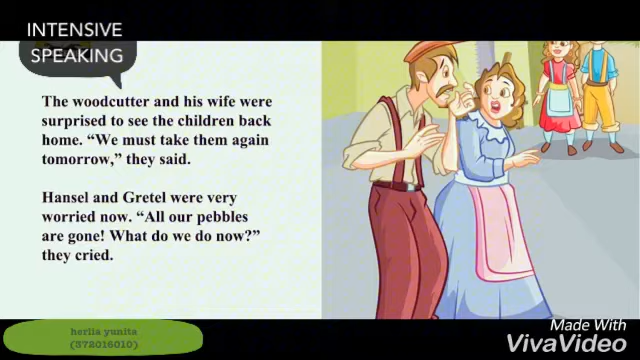 INTENSIVE
SPEAKING
The woodcutter and his wife were
surprised to see the children back
home. “We must take them again
tomorrow,” they said.
Hansel and Gretel were very
worried now. “All our pebbles
are gone! What do we do now?”
they cried.
herlia yunita
(372016010)
Made With
VivaVideo